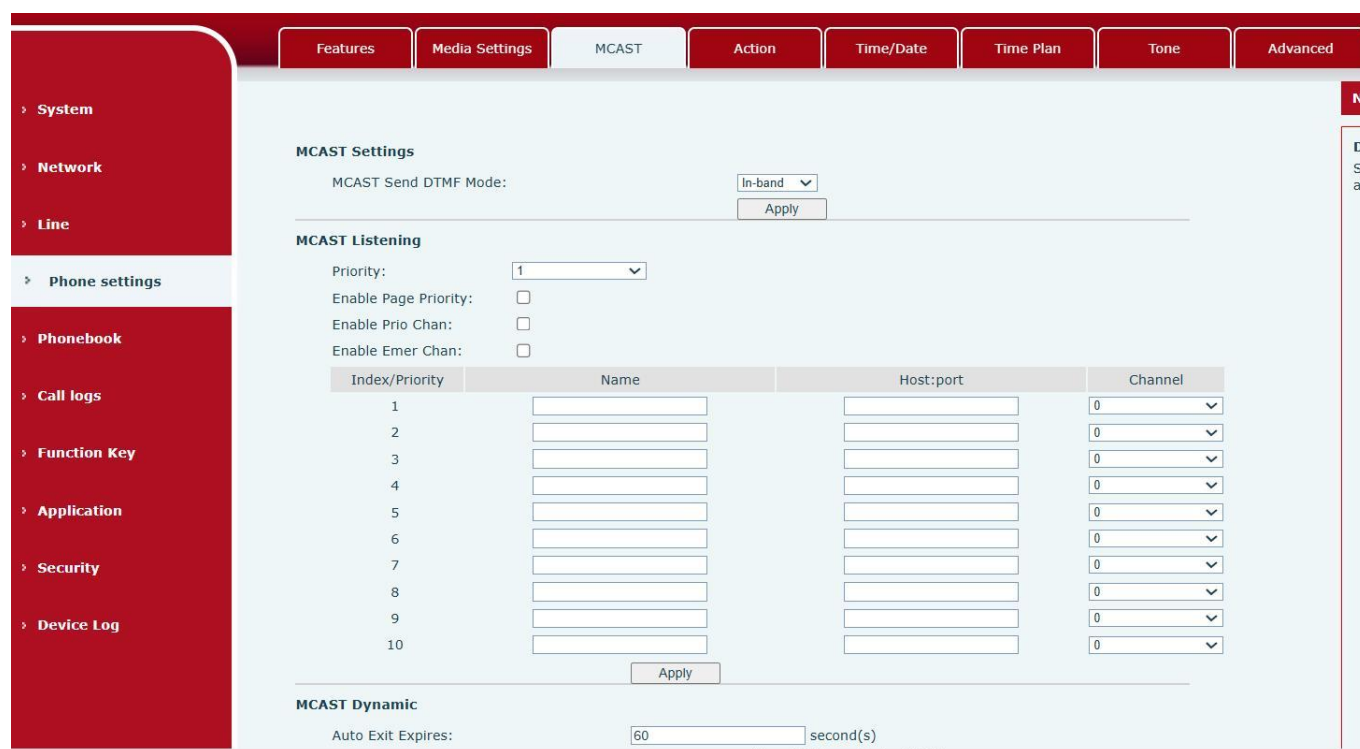 Features Media Settings MCAST Action Time/Date Time Plan Tone Advanced
System
Network
Line
Phone settings
Phonebook
Call logs
Function Key
Application
Security
Device Log
MCAST Settings
MCAST Send DTMF Mode: In-band
Apply
MCAST Listening
Priority: 1
Enable Page Priority:
Enable Prio Chan:
Enable Emer Chan:
Index/Priority Name Host:port Channel
1 0
2 0
3 0
4 0
5 0
6 0
7 0
8 0
9 0
10 0
Apply
MCAST Dynamic
Auto Exit Expires: 60 second(s)